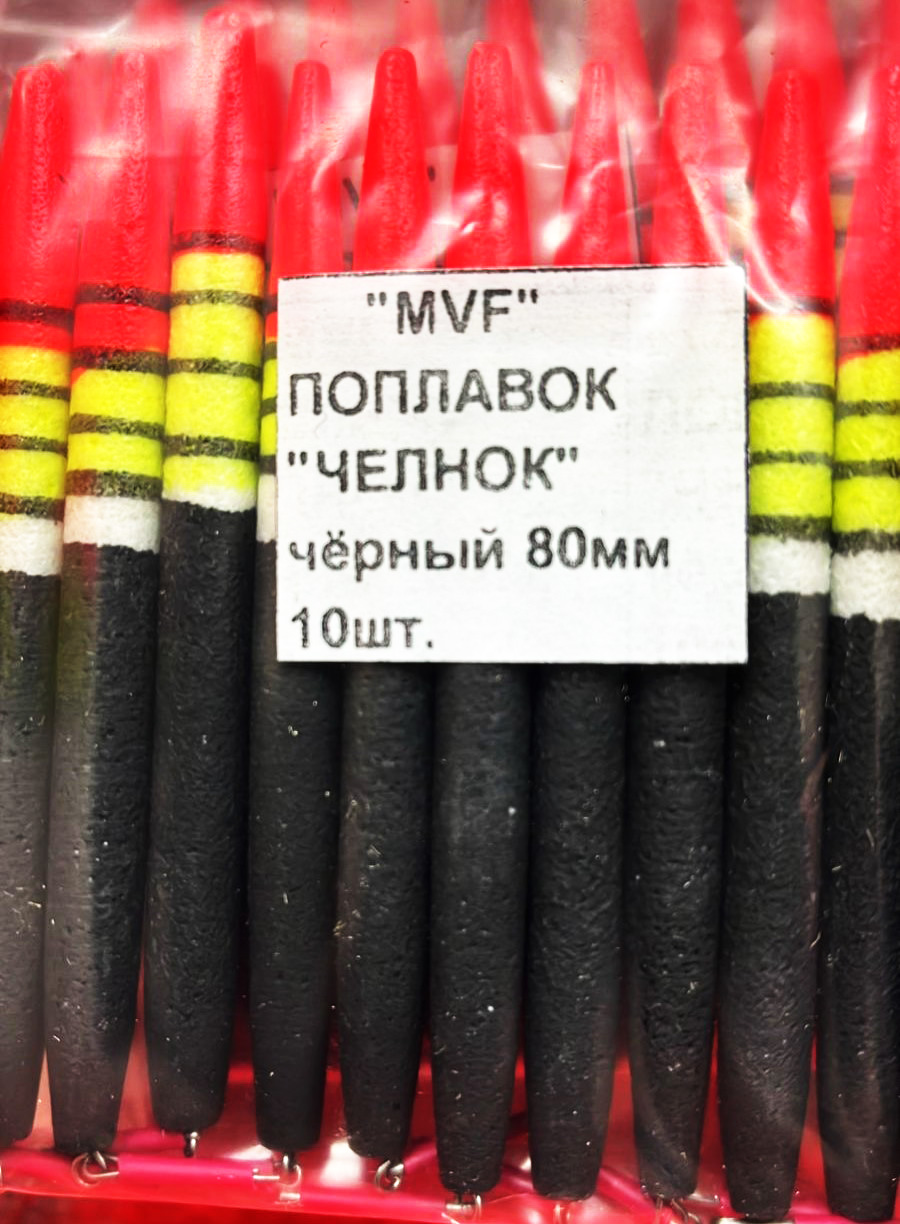 "MVF"
ПОПЛАВОК
"ЧЕЛНОК"
чёрный 80мм
10шт.